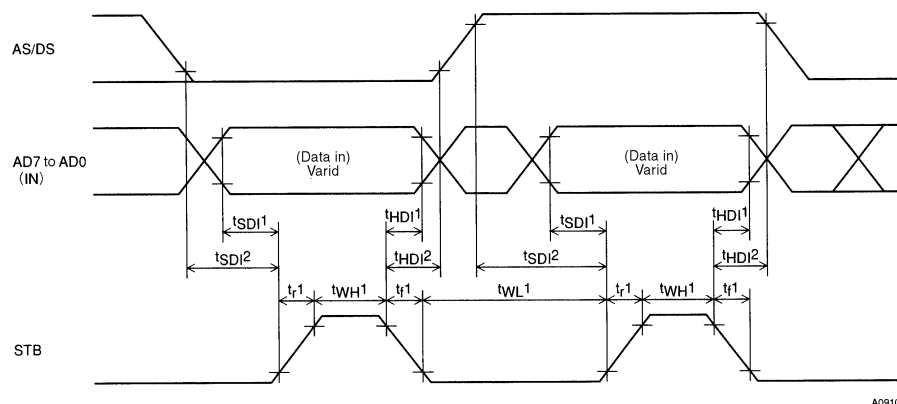 AS/DS
AD7 to AD0
(IN)
(Data in)
Varid
(Data in)
Varid
tSDI1 tHDI1 tSDI1 tHDI1
tSDI2 tHDI2 tSDI2 tHDI2
tr1 tWH1 tf1 tWL1 tr1 tWH1 tf1
STB
A0910